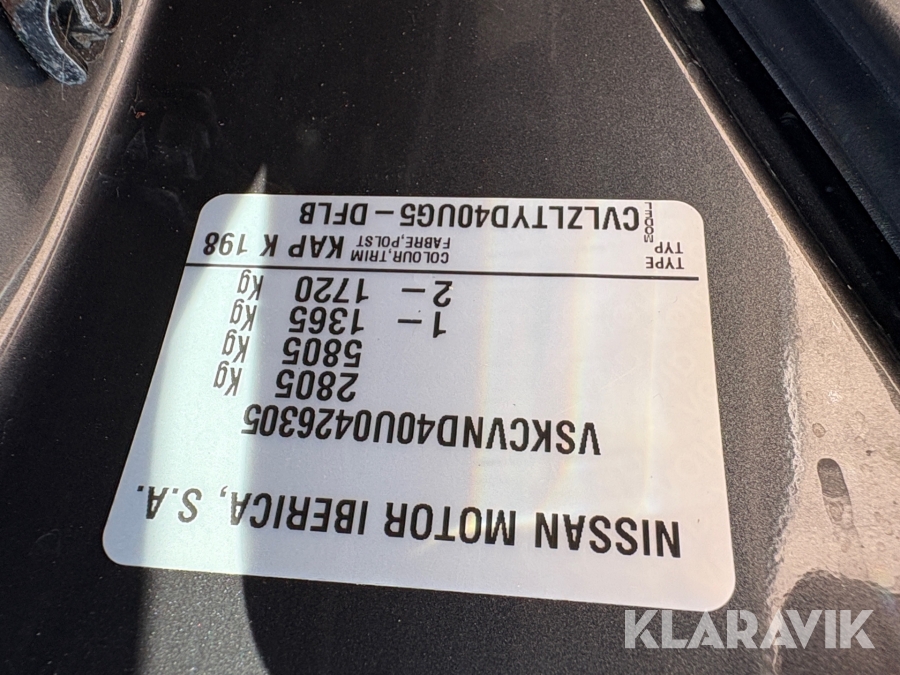 NISSAN MOTOR IBERICA, S.A.
VSKCVND40U0426305
2805 Kg
5805 Kg
1 – 1365 Kg
2 – 1720 Kg
TYPE
TYP
COLOUR,TRIM
FABRE,POLST
KAP K 198
MODEL
CVLZLTYD40UG5 – DFLB
KLARAVIK